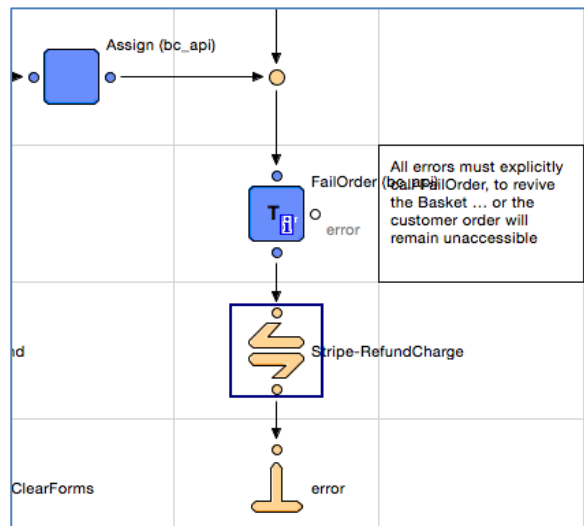 Assign (bc_api)
FailOrder (bc_api)
T
i
error
All errors must explicitly
call FailOrder, to revive
the Basket ... or the
customer order will
remain unaccessible
nd
Stripe-RefundCharge
ClearForms
error